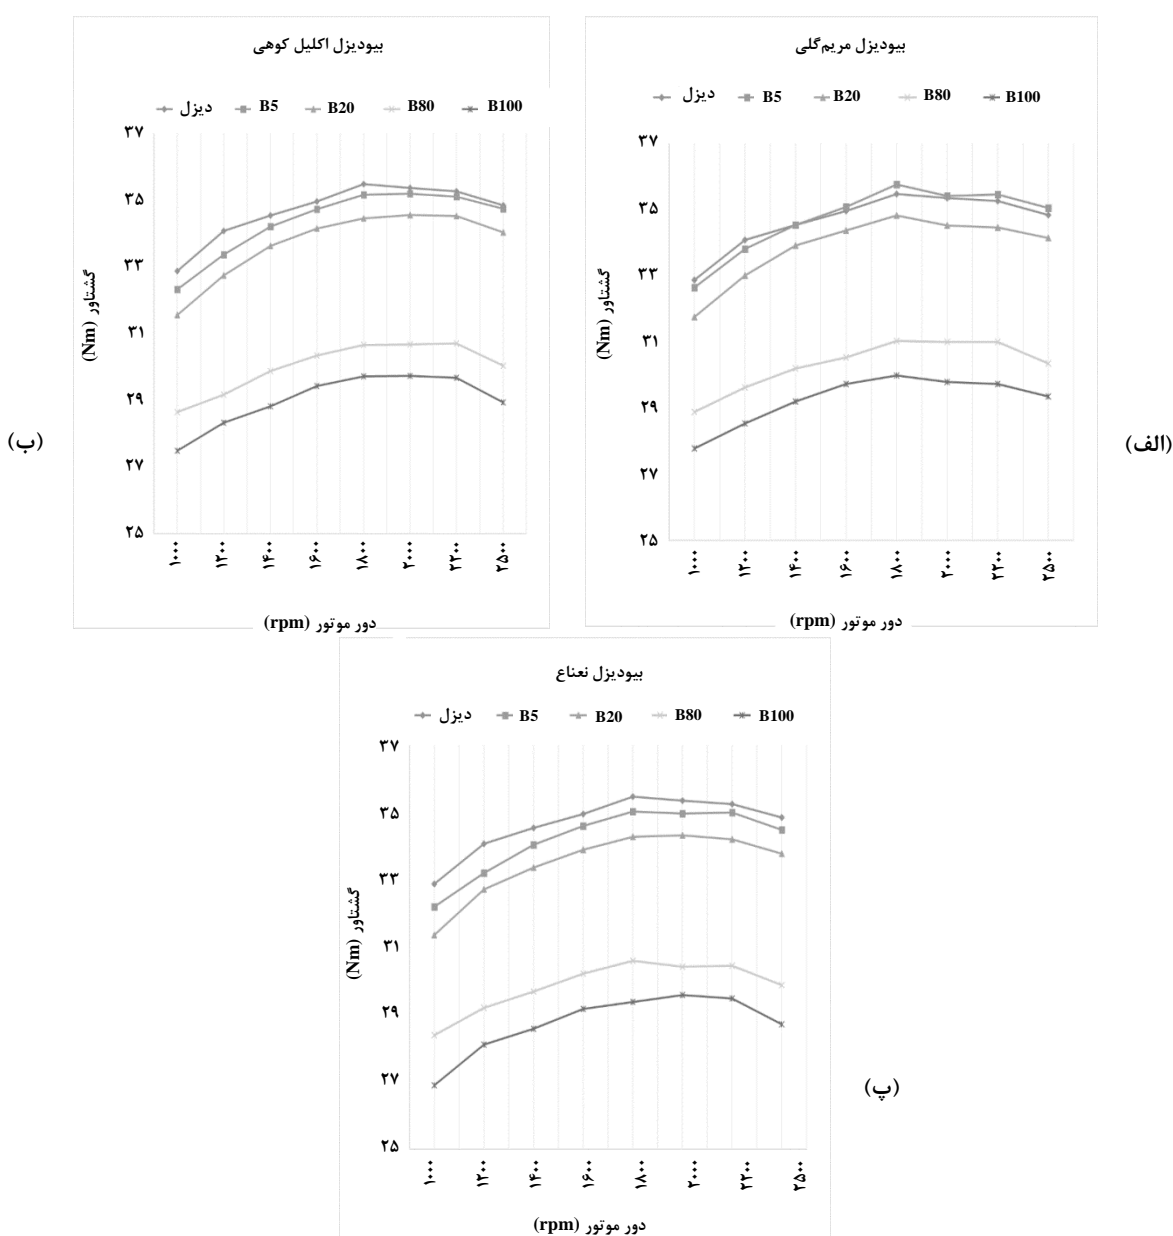 بیودیزل مریم‌گلی
دیزل B5 B20 B80 B100
۳۷
۳۵
۳۳
۳۱
۲۹
۲۷
۲۵
گشتاور (Nm)
۱۰۰۰ ۱۲۰۰ ۱۴۰۰ ۱۶۰۰ ۱۸۰۰ ۲۰۰۰ ۲۲۰۰ ۲۵۰۰
دور موتور (rpm)
(الف)
بیودیزل اکلیل کوهی
دیزل B5 B20 B80 B100
۳۷
۳۵
۳۳
۳۱
۲۹
۲۷
۲۵
گشتاور (Nm)
۱۰۰۰ ۱۲۰۰ ۱۴۰۰ ۱۶۰۰ ۱۸۰۰ ۲۰۰۰ ۲۲۰۰ ۲۵۰۰
دور موتور (rpm)
(ب)
بیودیزل نعناع
دیزل B5 B20 B80 B100
۳۷
۳۵
۳۳
۳۱
۲۹
۲۷
۲۵
گشتاور (Nm)
۱۰۰۰ ۱۲۰۰ ۱۴۰۰ ۱۶۰۰ ۱۸۰۰ ۲۰۰۰ ۲۲۰۰ ۲۵۰۰
دور موتور (rpm)
(پ)